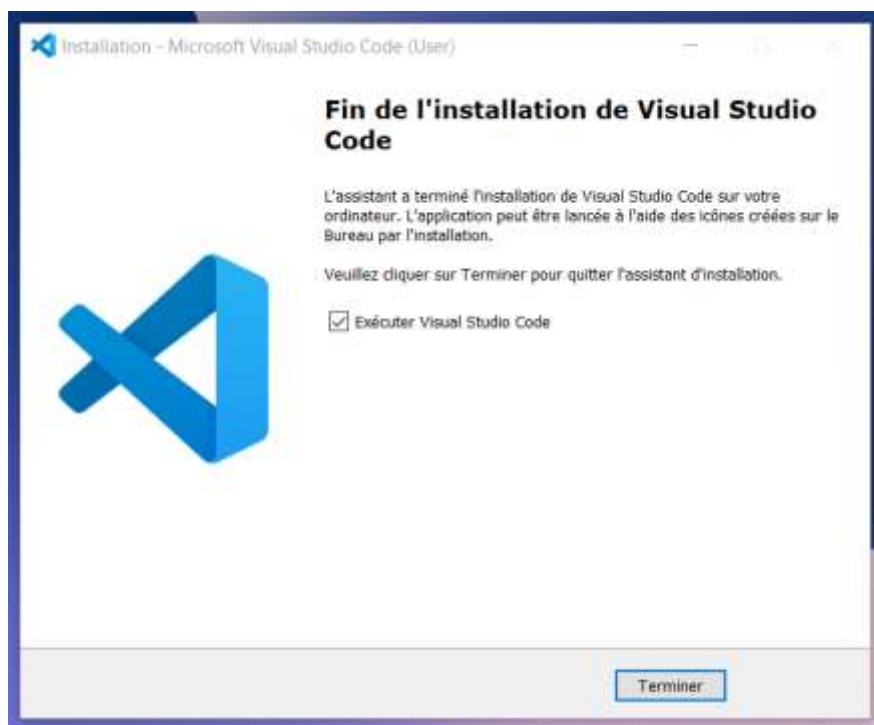 Installation - Microsoft Visual Studio Code (User)
Fin de l'installation de Visual Studio
Code
L'assistant a terminé l'installation de Visual Studio Code sur votre
ordinateur. L'application peut être lancée à l'aide des icônes créées sur le
Bureau par l'installation.
Veuillez cliquer sur Terminer pour quitter l'assistant d'installation.
Exécuter Visual Studio Code
Terminer